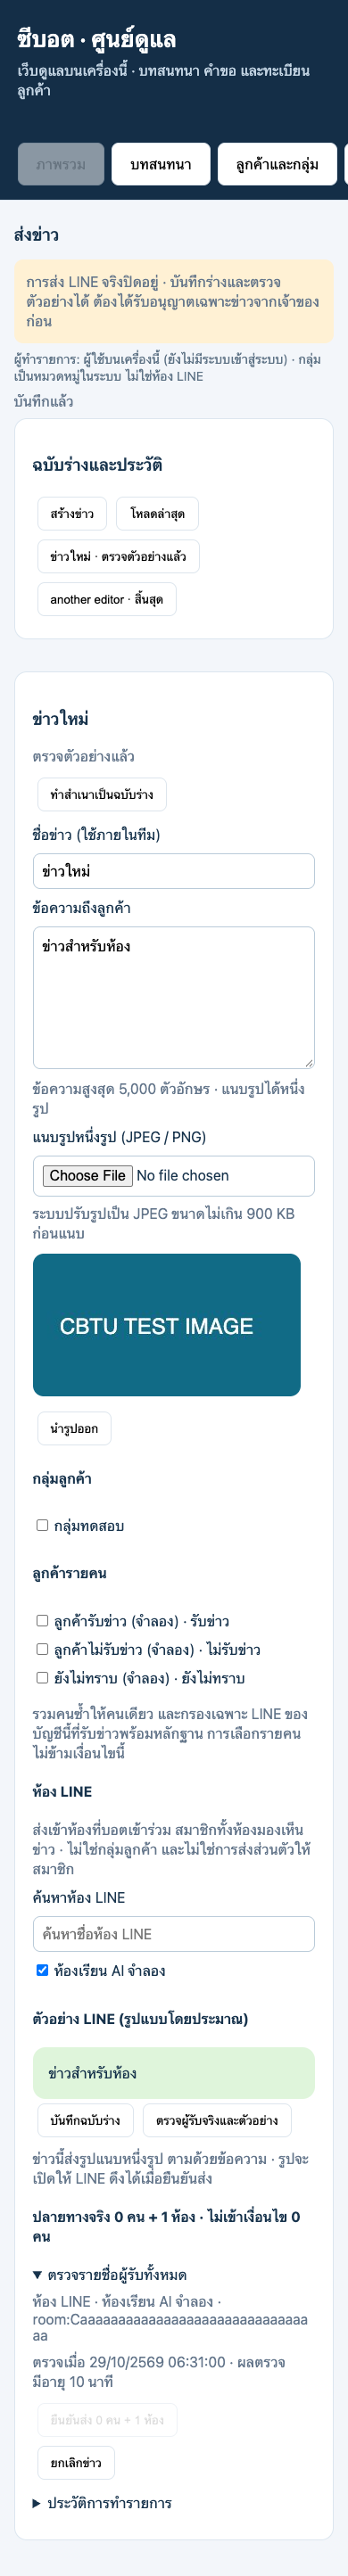 ซีบอต · ศูนย์ดูแล
เว็บดูแลบนเครื่องนี้ · บทสนทนา คำขอ และทะเบียน
ลูกค้า
ภาพรวม
บทสนทนา
ลูกค้าและกลุ่ม
ส่งข่าว
การส่ง LINE จริงปิดอยู่ · บันทึกร่างและตรวจ
ตัวอย่างได้ ต้องได้รับอนุญาตเฉพาะข่าวจากเจ้าของ
ก่อน
ผู้ทำรายการ: ผู้ใช้บนเครื่องนี้ (ยังไม่มีระบบเข้าสู่ระบบ) · กลุ่ม
เป็นหมวดหมู่ในระบบ ไม่ใช่ห้อง LINE
บันทึกแล้ว
ฉบับร่างและประวัติ
สร้างข่าว
โหลดล่าสุด
ข่าวใหม่ · ตรวจตัวอย่างแล้ว
another editor · สิ้นสุด
ข่าวใหม่
ตรวจตัวอย่างแล้ว
ทำสำเนาเป็นฉบับร่าง
ชื่อข่าว (ใช้ภายในทีม)
ข่าวใหม่
ข้อความถึงลูกค้า
ข่าวสำหรับห้อง
ข้อความสูงสุด 5,000 ตัวอักษร · แนบรูปได้หนึ่ง
รูป
แนบรูปหนึ่งรูป (JPEG / PNG)
Choose File No file chosen
ระบบปรับรูปเป็น JPEG ขนาดไม่เกิน 900 KB
ก่อนแนบ
CBTU TEST IMAGE
นำรูปออก
กลุ่มลูกค้า
กลุ่มทดสอบ
ลูกค้ารายคน
ลูกค้ารับข่าว (จำลอง) · รับข่าว
ลูกค้าไม่รับข่าว (จำลอง) · ไม่รับข่าว
ยังไม่ทราบ (จำลอง) · ยังไม่ทราบ
รวมคนซ้ำให้คนเดียว และกรองเฉพาะ LINE ของ
บัญชีนี้ที่รับข่าวพร้อมหลักฐาน การเลือกรายคน
ไม่ข้ามเงื่อนไขนี้
ห้อง LINE
ส่งเข้าห้องที่บอตเข้าร่วม สมาชิกทั้งห้องมองเห็น
ข่าว · ไม่ใช่กลุ่มลูกค้า และไม่ใช่การส่งส่วนตัวให้
สมาชิก
ค้นหาห้อง LINE
ค้นหาชื่อห้อง LINE
ห้องเรียน AI จำลอง
ตัวอย่าง LINE (รูปแบบโดยประมาณ)
ข่าวสำหรับห้อง
บันทึกฉบับร่าง
ตรวจผู้รับจริงและตัวอย่าง
ข่าวนี้ส่งรูปแนบหนึ่งรูป ตามด้วยข้อความ · รูปจะ
เปิดให้ LINE ดึงได้เมื่อยืนยันส่ง
ปลายทางจริง 0 คน + 1 ห้อง · ไม่เข้าเงื่อนไข 0
คน
ตรวจรายชื่อผู้รับทั้งหมด
ห้อง LINE · ห้องเรียน AI จำลอง ·
room:Caaaaaaaaaaaaaaaaaaaaaaaaaaaaaa
aa
ตรวจเมื่อ 29/10/2569 06:31:00 · ผลตรวจ
มีอายุ 10 นาที
ยืนยันส่ง 0 คน + 1 ห้อง
ยกเลิกข่าว
ประวัติการทำรายการ